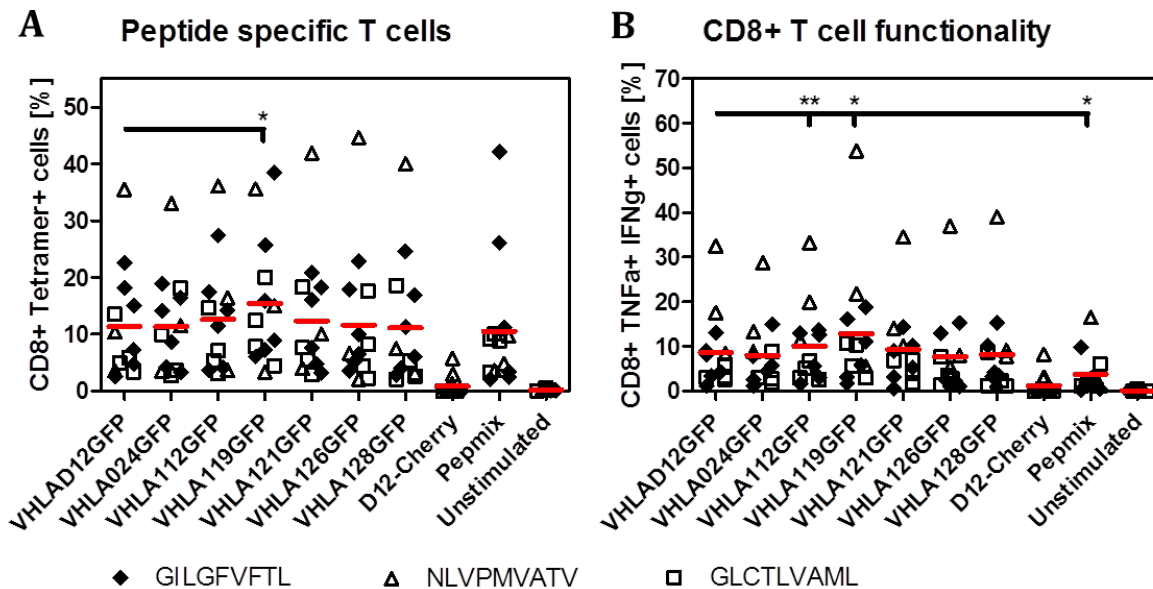 A Peptide specific T cells
CD8+ Tetramer+ cells [%]
50
40
30
20
10
0
*
VHLAD12GFP
VHLA024GFP
VHLA112GFP
VHLA119GFP
VHLA121GFP
VHLA126GFP
VHLA128GFP
D12-Cherry
Pepmix
Unstimulated
B CD8+ T cell functionality
CD8+ TNFa+ IFNg+ cells [%]
70
60
50
40
30
20
10
0
** * *
VHLAD12GFP
VHLA024GFP
VHLA112GFP
VHLA119GFP
VHLA121GFP
VHLA126GFP
VHLA128GFP
D12-Cherry
Pepmix
Unstimulated
GILGFVFTL NLVPMVATV GLCTLVAML